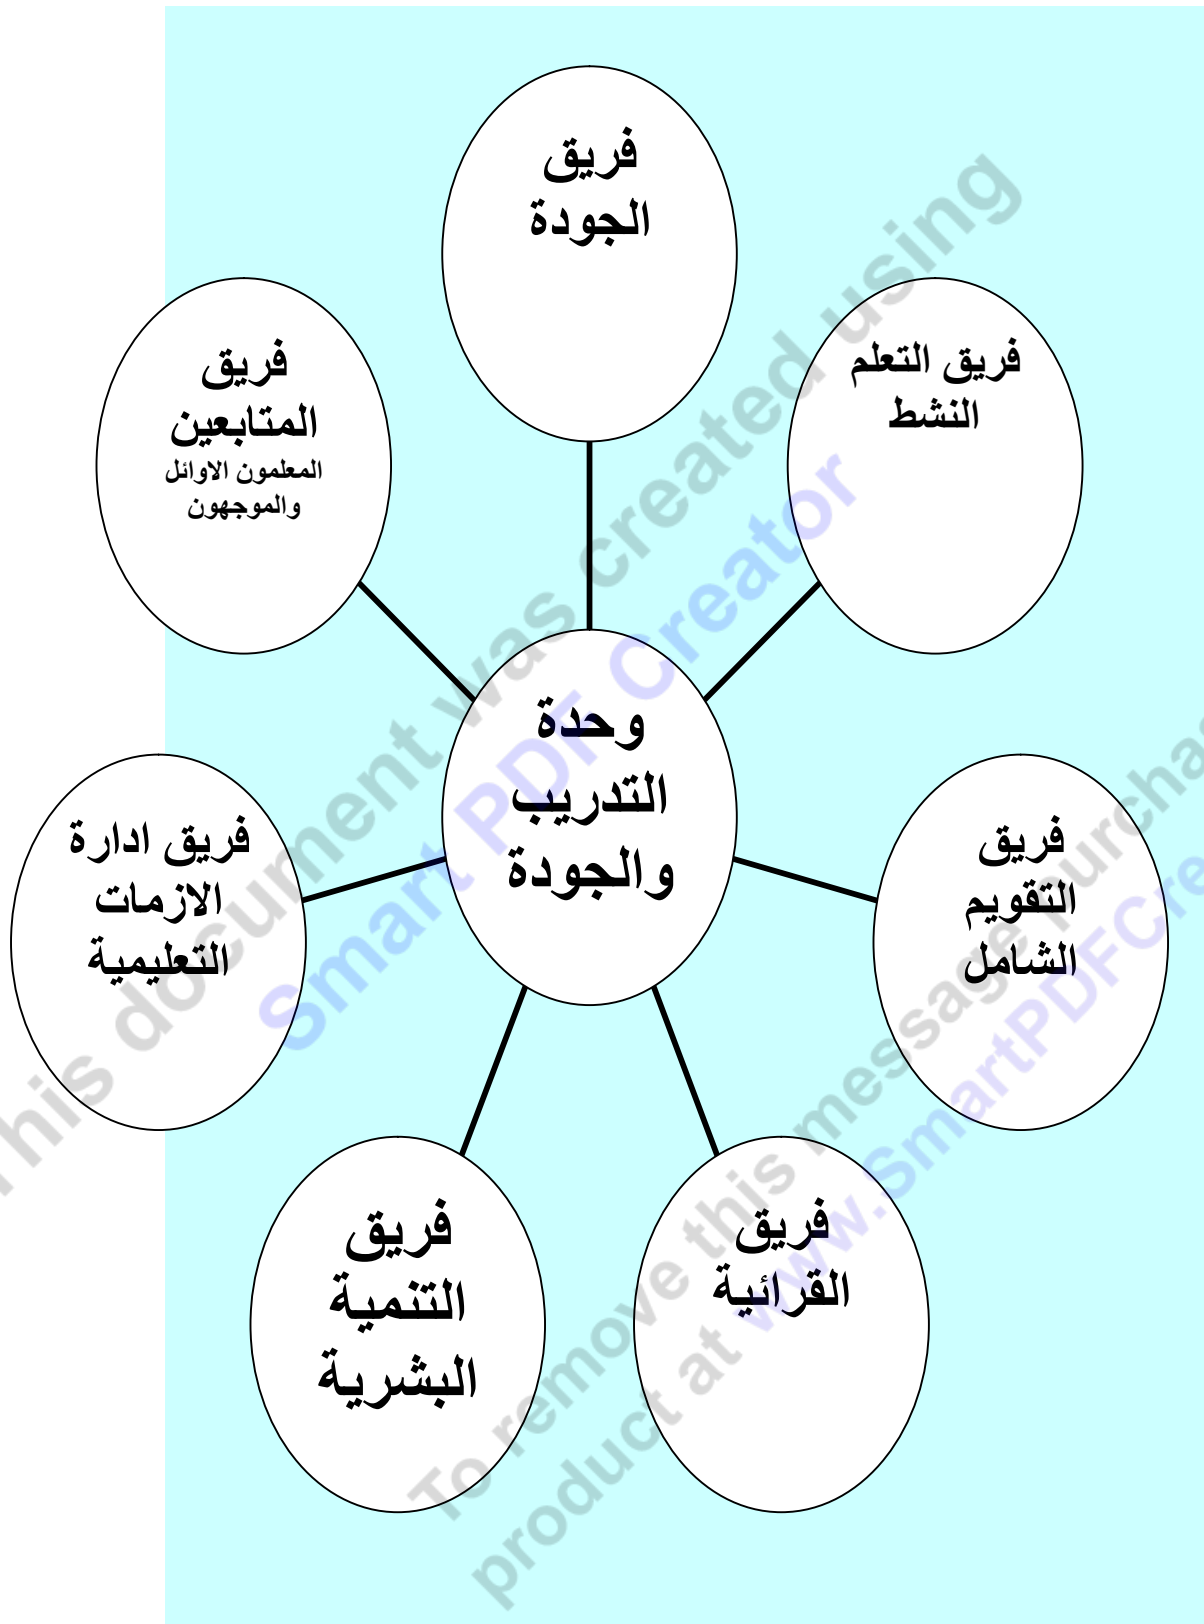 فريق
الجودة
فريق التعلم
النشط
فريق
المتابعين
المعلمون الاوائل
والموجهون
وحدة
التدريب
والجودة
فريق
التقويم
الشامل
فريق ادارة
الازمات
التعليمية
فريق
القرائية
فريق
التنمية
البشرية
This document was created using
Smart PDF Creator
To remove this message
product at www.SmartPDFCre